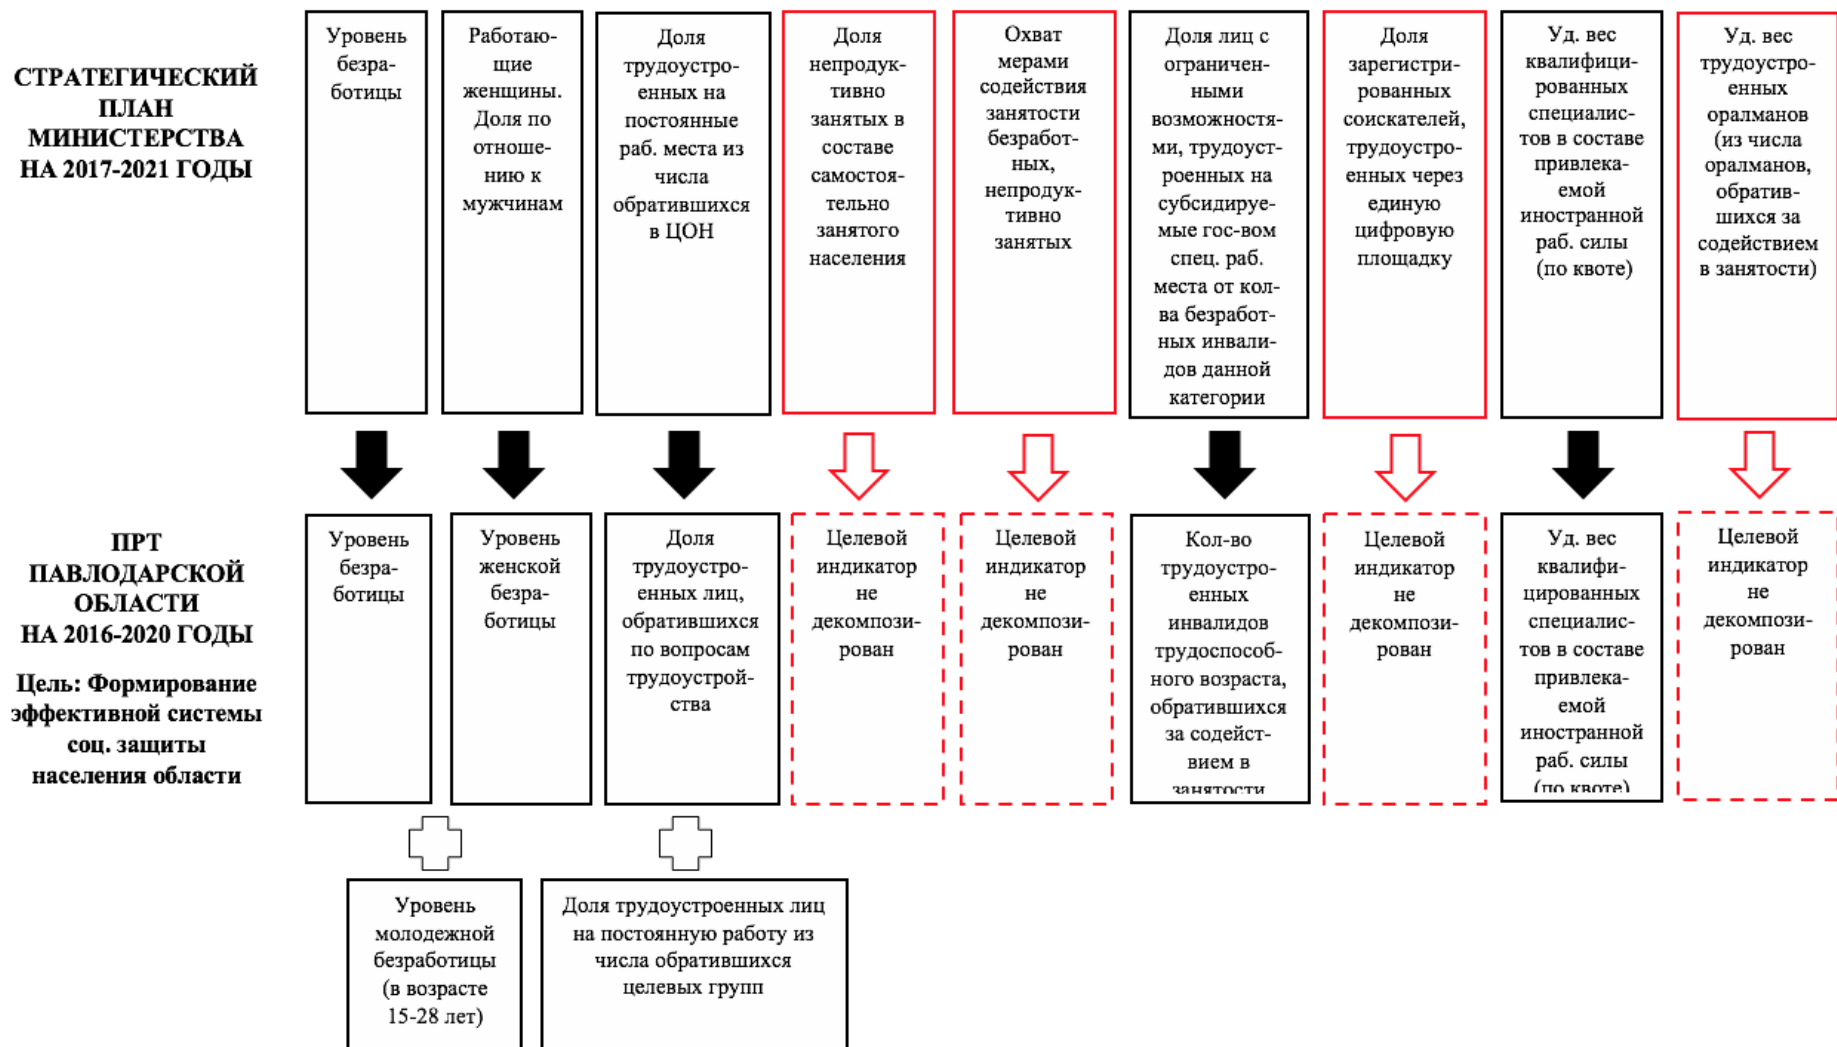 СТРАТЕГИЧЕСКИЙ
ПЛАН
МИНИСТЕРСТВА
НА 2017-2021 ГОДЫ
Уровень
безра-
ботицы
Работаю-
щие
женщины.
Доля по
отноше-
нию к
мужчинам
Доля
трудоустро-
енных на
постоянные
раб. места из
числа
обратившихся
в ЦОН
Доля
непродук-
тивно
занятых в
составе
самостоя-
тельно
занятого
населения
Охват
мерами
содействия
занятости
безработ-
ных,
непродук-
тивно
занятых
Доля лиц с
ограничен-
ными
возможностя-
ми, трудоуст-
роенных на
субсидируе-
мые гос-вом
спец. раб.
места от кол-
ва безработ-
ных инвали-
дов данной
категории
Доля
зарегистри-
рованных
соискателей,
трудоустро-
енных через
единую
цифровую
площадку
Уд. вес
квалифици-
рованных
специалис-
тов в составе
привлека-
емой
иностранной
раб. силы
(по квоте)
Уд. вес
трудоустро-
енных
оралманов
(из числа
оралманов,
обратив-
шихся за
содействием
в занятости)
ПРТ
ПАВЛОДАРСКОЙ
ОБЛАСТИ
НА 2016-2020 ГОДЫ
Цель: Формирование
эффективной системы
соц. защиты
населения области
Уровень
безра-
ботицы
Уровень
женской
безра-
ботицы
Доля
трудоустро-
енных лиц,
обратившихся
по вопросам
трудоустрой-
ства
Целевой
индикатор
не
декомпози-
рован
Целевой
индикатор
не
декомпози-
рован
Кол-во
трудоустро-
енных
инвалидов
трудоспособ-
ного возраста,
обратившихся
за содейст-
вием в
занятости
Целевой
индикатор
не
декомпози-
рован
Уд. вес
квалифи-
цированных
специалис-
тов в составе
привлека-
емой
иностранной
раб. силы
(по квоте)
Целевой
индикатор
не
декомпози-
рован
Уровень
молодежной
безработицы
(в возрасте
15-28 лет)
Доля трудоустроенных лиц
на постоянную работу из
числа обратившихся
целевых групп